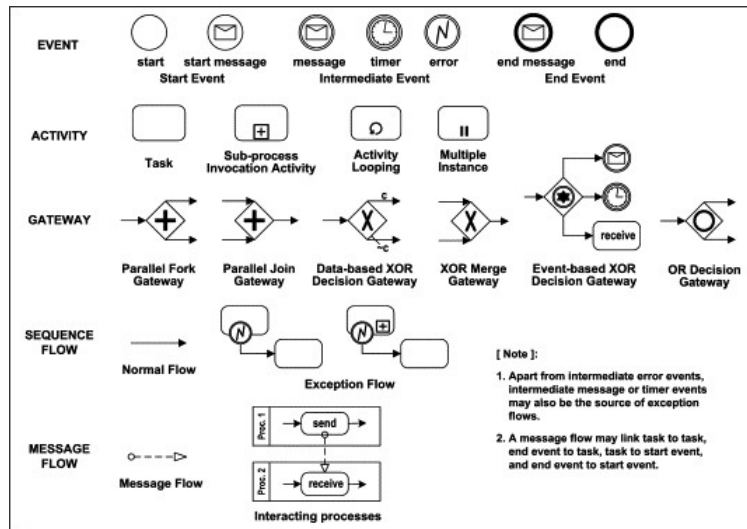 EVENT
start
start message
message
timer
error
end message
end
Start Event
Intermediate Event
End Event
ACTIVITY
Task
Sub-process
Invocation Activity
Activity
Looping
Multiple
Instance
GATEWAY
c
~c
receive
Parallel Fork
Gateway
Parallel Join
Gateway
Data-based XOR
Decision Gateway
XOR Merge
Gateway
Event-based XOR
Decision Gateway
OR Decision
Gateway
SEQUENCE
FLOW
Normal Flow
Exception Flow
[ Note ]:
1. Apart from intermediate error events,
intermediate message or timer events
may also be the source of exception
flows.
2. A message flow may link task to task,
end event to task, task to start event,
and end event to start event.
MESSAGE
FLOW
Message Flow
Proc. 1
send
Proc. 2
receive
Interacting processes